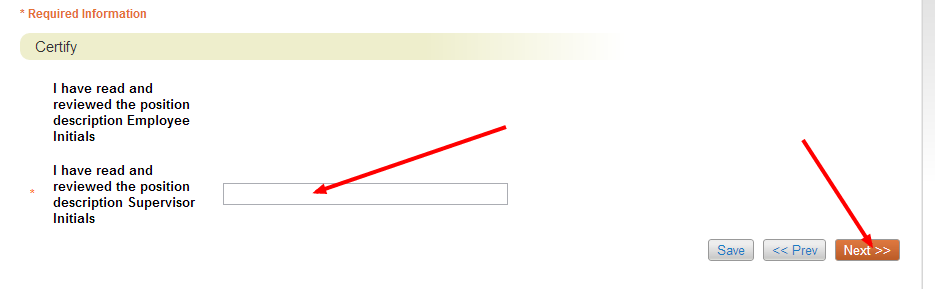 * Required Information
Certify
I have read and
reviewed the position
description Employee
Initials
I have read and
reviewed the position
* description Supervisor
Initials
Save << Prev Next >>